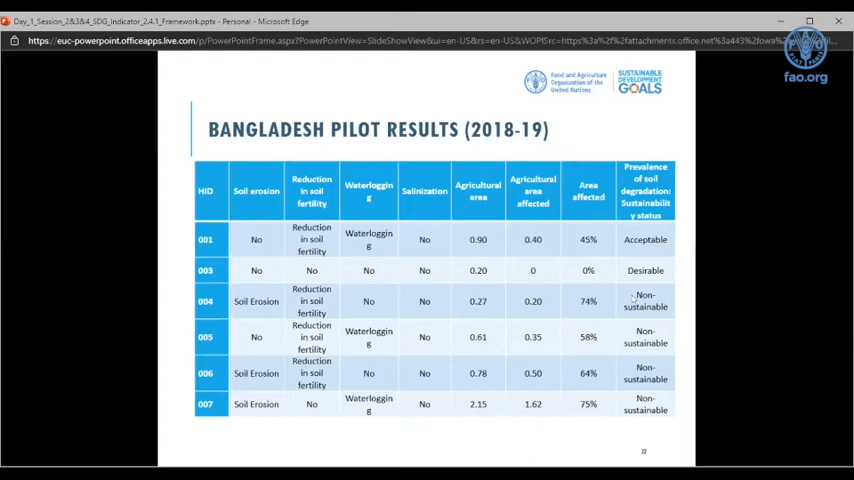 Day_1_Session_2&3&4_SDG_Indicator_2.4.1_Framework.pptx - Personal - Microsoft Edge
Food and Agriculture
Organization of the
United Nations
SUSTAINABLE
DEVELOPMENT
GOALS
fao.org
BANGLADESH PILOT RESULTS (2018-19)
HID
Soil erosion
Reduction
in soil
fertility
Waterloggin
g
Salinization
Agricultural
area
Agricultural
area
affected
Area
affected
Prevalence
of soil
degradation:
Sustainabilit
y status
001
No
Reduction
in soil
fertility
Waterloggin
g
No
0.90
0.40
45%
Acceptable
003
No
No
No
No
0.20
0
0%
Desirable
004
Soil Erosion
Reduction
in soil
fertility
No
No
0.27
0.20
74%
Non-
sustainable
005
No
Reduction
in soil
fertility
Waterloggin
g
No
0.61
0.35
58%
Non-
sustainable
006
Soil Erosion
Reduction
in soil
fertility
No
No
0.78
0.50
64%
Non-
sustainable
007
Soil Erosion
No
Waterloggin
g
No
2.15
1.62
75%
Non-
sustainable
32